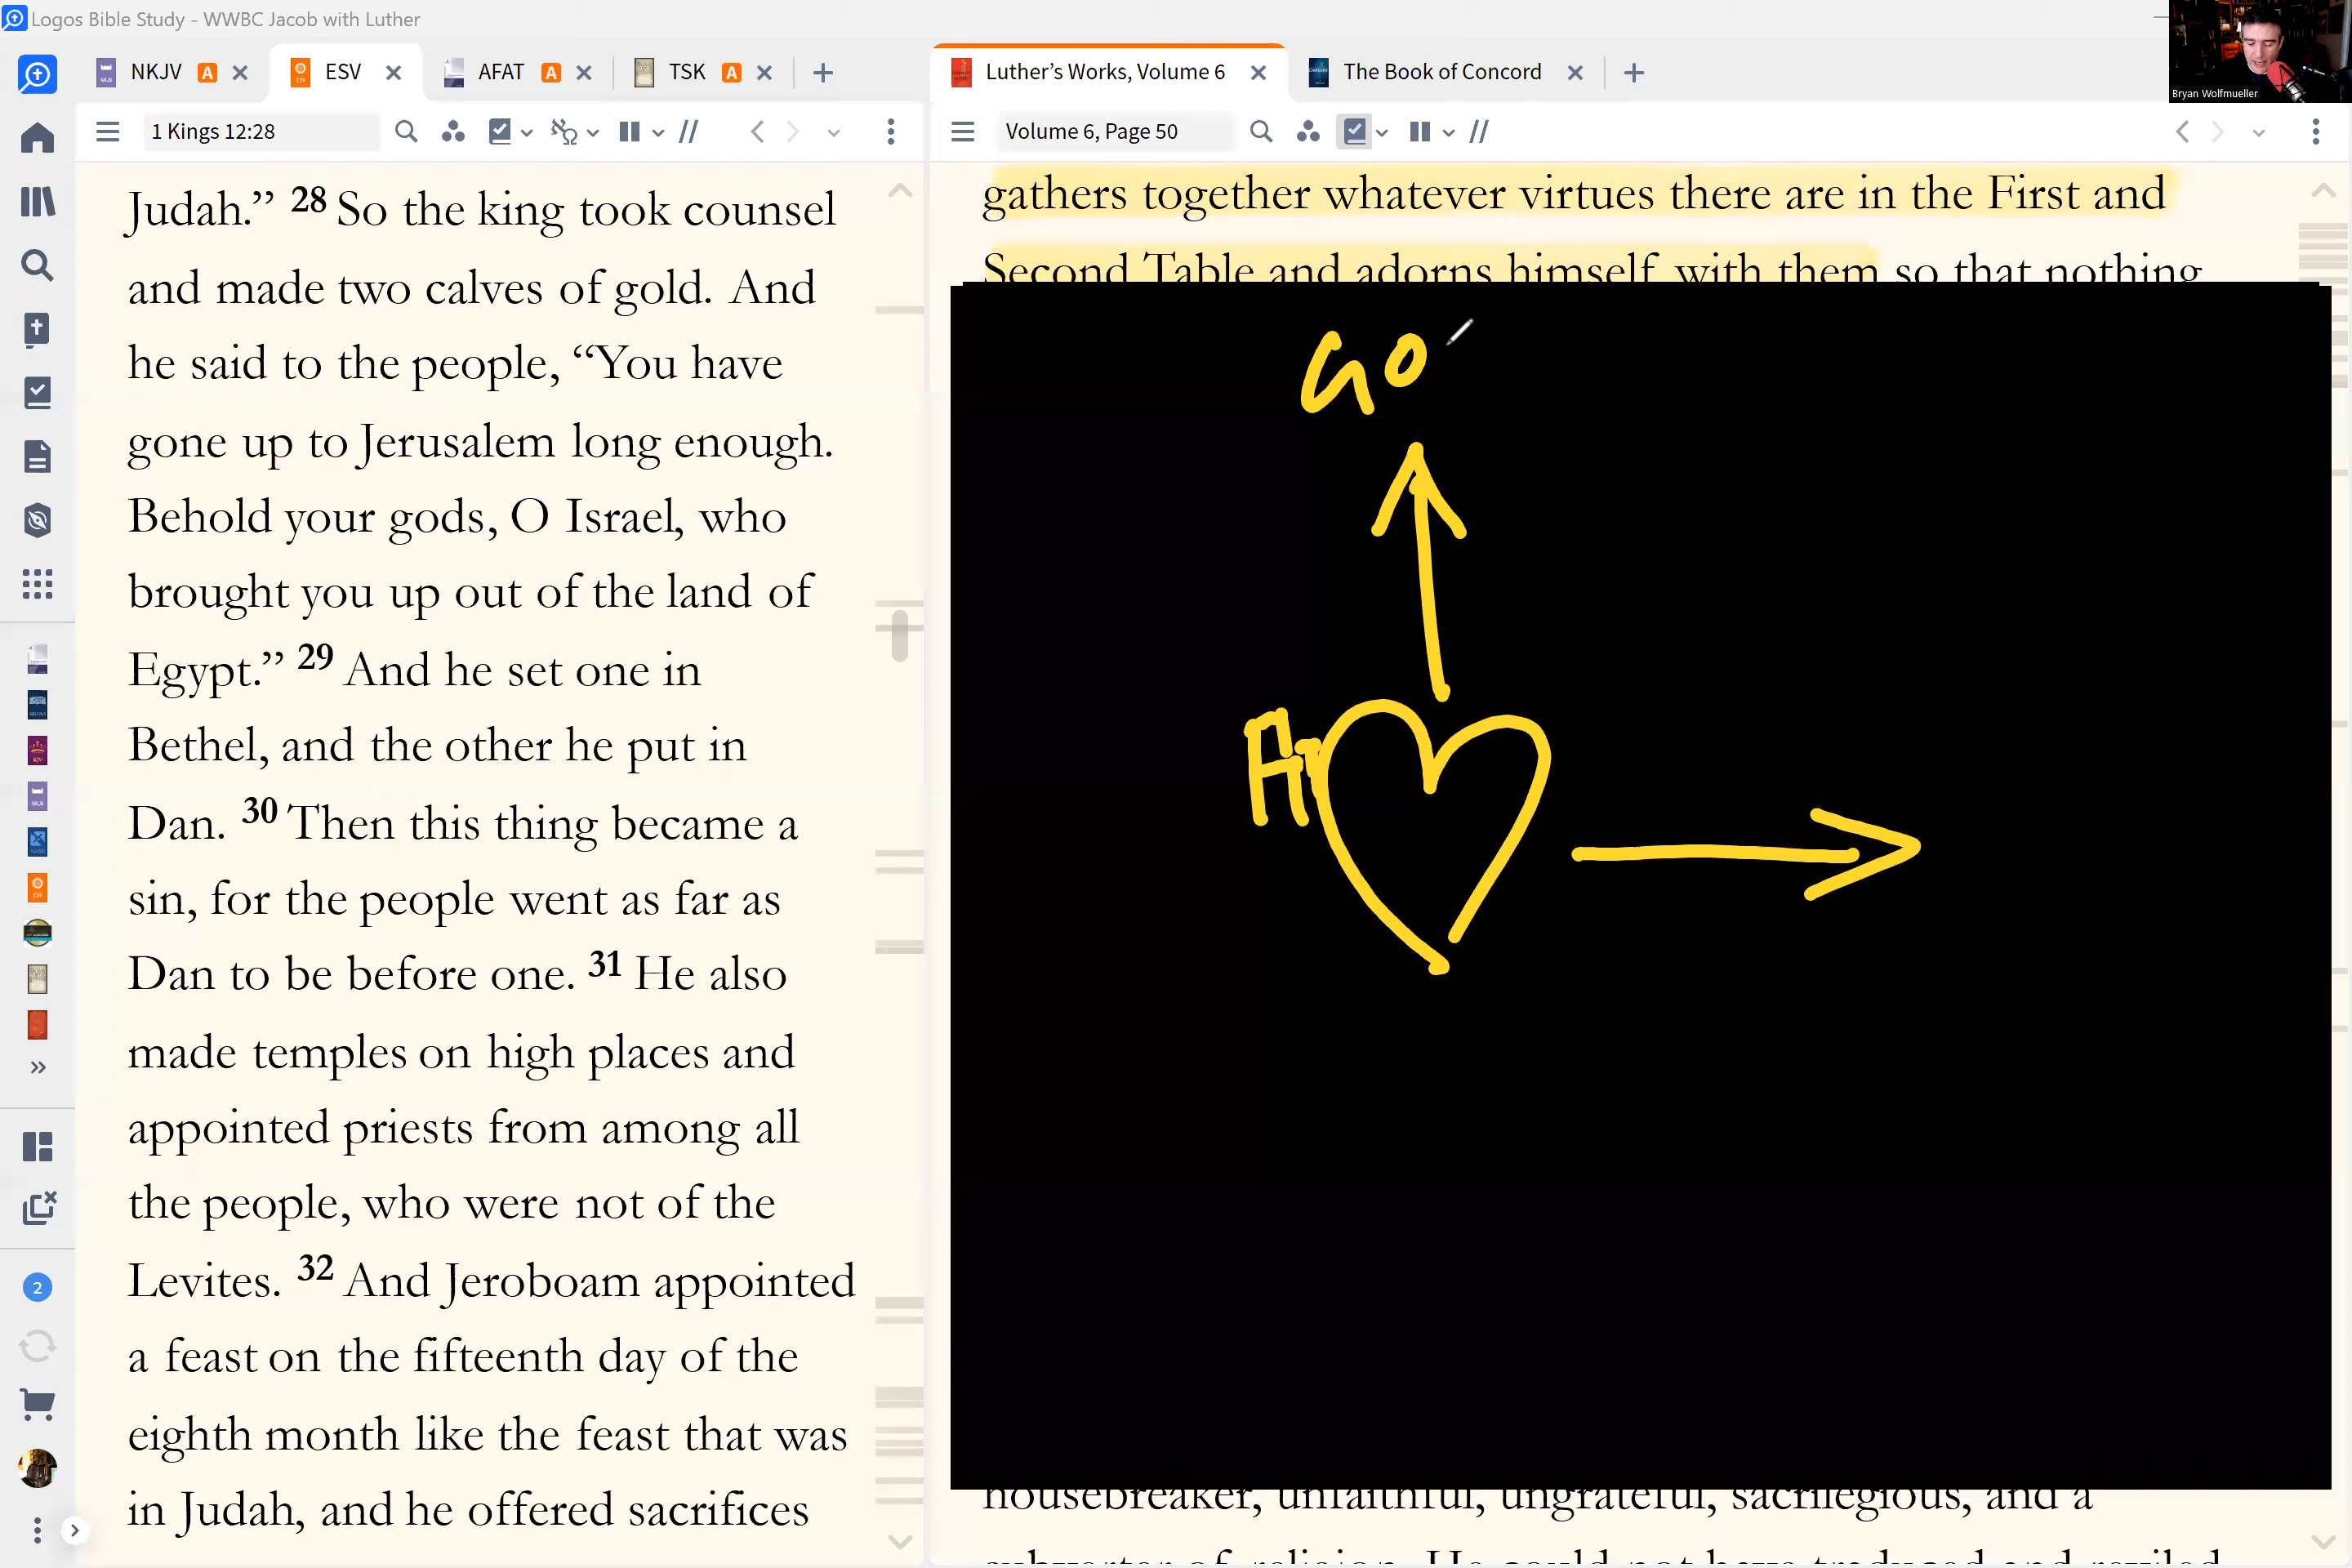 Logos Bible Study - WWBC Jacob with Luther
Bryan Wolfmueller
NKJV A
ESV
AFAT A
TSK A
Luther's Works, Volume 6
The Book of Concord
1 Kings 12:28
Volume 6, Page 50
Judah.” 28 So the king took counsel
and made two calves of gold. And
he said to the people, “You have
gone up to Jerusalem long enough.
Behold your gods, O Israel, who
brought you up out of the land of
Egypt.” 29 And he set one in
Bethel, and the other he put in
Dan. 30 Then this thing became a
sin, for the people went as far as
Dan to be before one. 31 He also
made temples on high places and
appointed priests from among all
the people, who were not of the
Levites. 32 And Jeroboam appointed
a feast on the fifteenth day of the
eighth month like the feast that was
in Judah, and he offered sacrifices
2
gathers together whatever virtues there are in the First and
Second Table and adorns himself with them so that nothing
GO
housebreaker, unfaithful, ungrateful, sacrilegious, and a